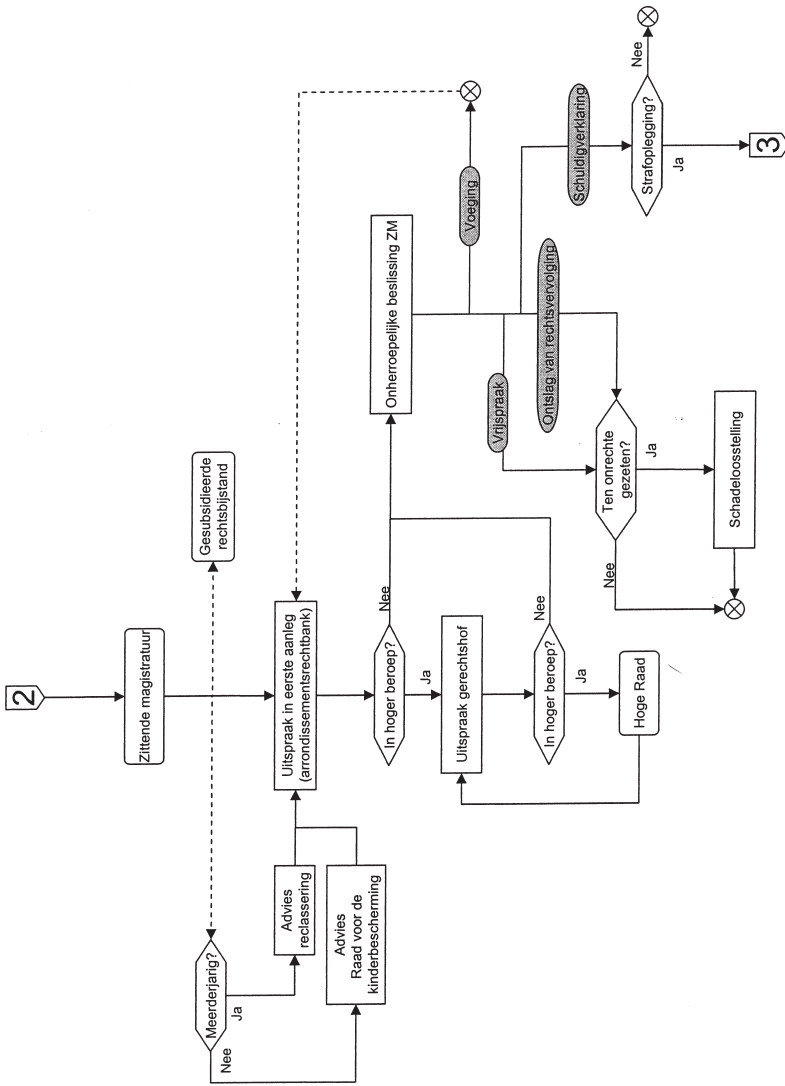 2
Zittende magistratuur
Gesubsidieerde
rechtsbijstand
Meerderjarig?
Ja
Nee
Advies
reclassering
Advies
Raad voor de
kinderbescherming
Uitspraak in eerste aanleg
(arrondissementsrechtbank)
In hoger beroep?
Nee
Ja
Uitspraak gerechtshof
In hoger beroep?
Nee
Ja
Hoge Raad
Onherroepelijke beslissing ZM
Voeging
Vrijspraak
Ontslag van rechtsvervolging
Schuldigverklaring
Ten onrechte
gezeten?
Nee
Ja
Schadeloosstelling
Strafoplegging?
Nee
Ja
3